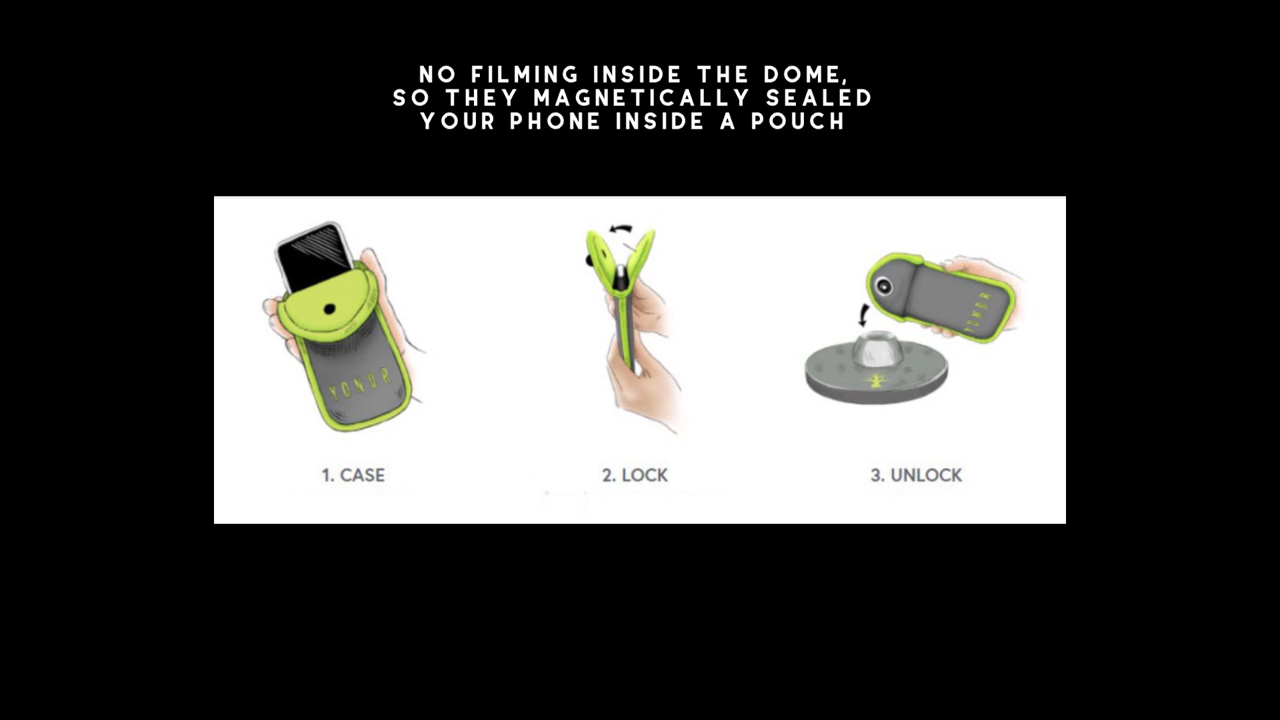 NO FILMING INSIDE THE DOME,
SO THEY MAGNETICALLY SEALED
YOUR PHONE INSIDE A POUCH
YONDR
YONDR
1. CASE
2. LOCK
3. UNLOCK